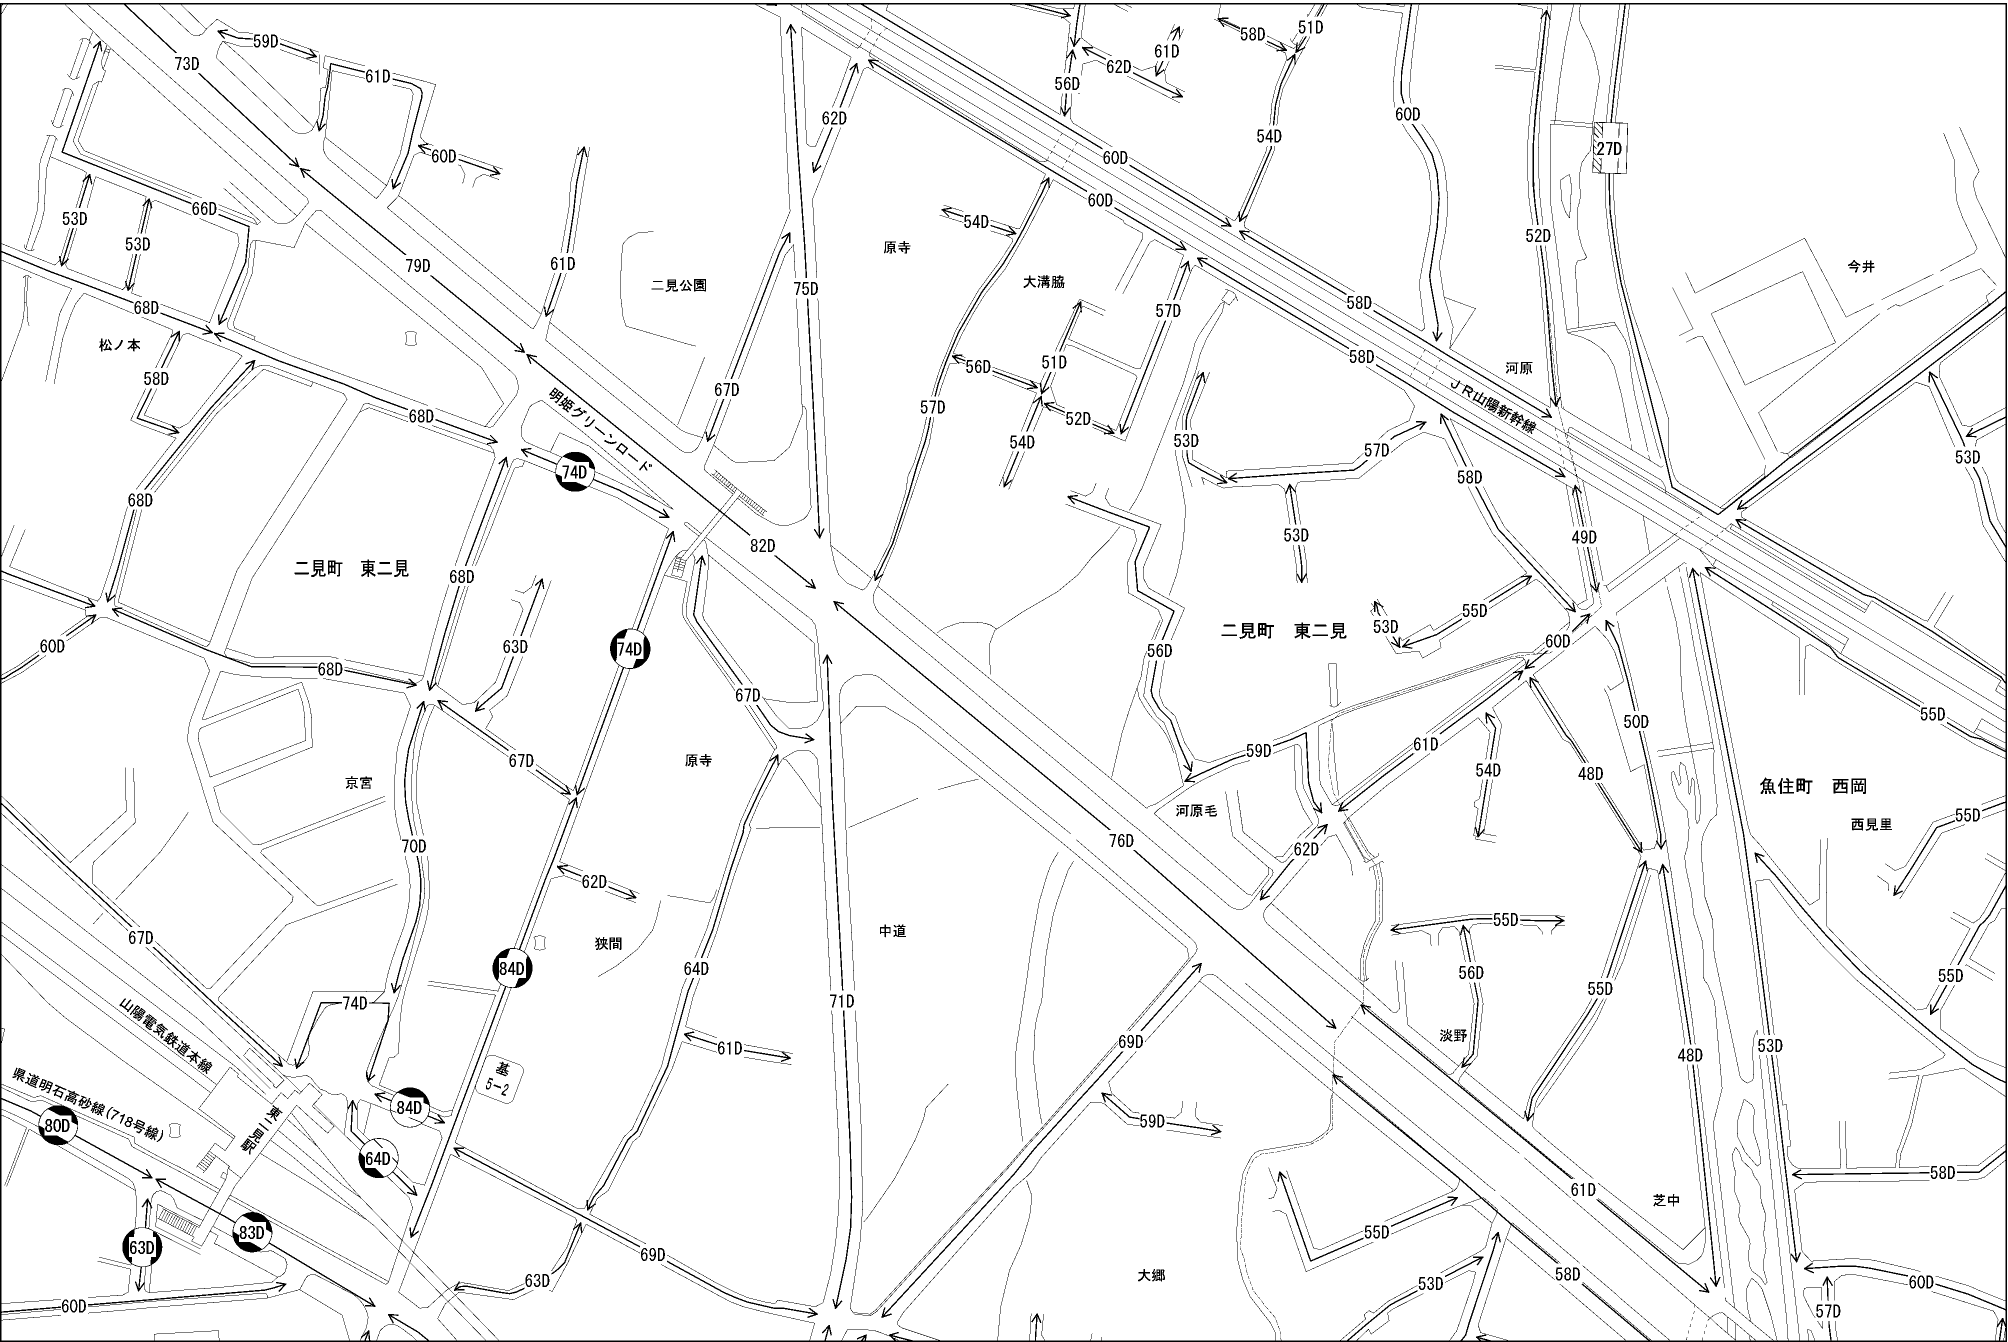 59D
73D
61D
60D
66D
53D
53D
79D
61D
68D
松ノ本
58D
68D
68D
74D
68D
60D
68D
63D
74D
67D
二見町 東二見
二見公園
明姫グリーンロード
82D
67D
75D
62D
原寺
54D
57D
大溝脇
56D
51D
52D
54D
57D
56D
62D
61D
58D
51D
54D
60D
60D
60D
52D
27D
58D
58D
河原
JR山陽新幹線
今井
53D
53D
57D
53D
58D
49D
55D
53D
60D
二見町 東二見
56D
59D
61D
54D
48D
50D
55D
魚住町 西岡
西見里
55D
55D
67D
原寺
京宮
70D
67D
62D
狭間
84D
64D
中道
71D
76D
河原毛
62D
55D
56D
淡野
55D
48D
53D
58D
74D
山陽電気鉄道本線
県道明石高砂線(718号線)
東二見駅
80D
84D
64D
基
5-2
61D
69D
59D
63D
83D
60D
63D
69D
大郷
55D
53D
58D
61D
芝中
60D
57D